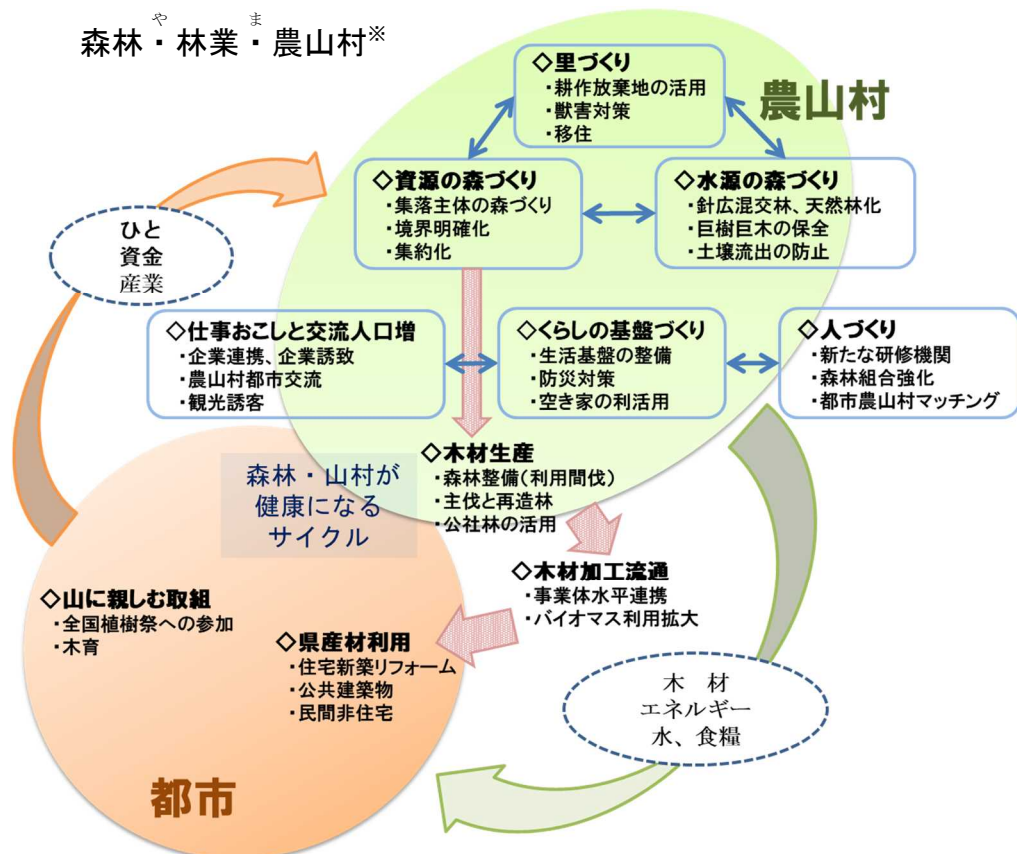 や ま
森林・林業・農山村※
農山村
◇里づくり
・耕作放棄地の活用
・獣害対策
・移住
◇資源の森づくり
・集落主体の森づくり
・境界明確化
・集約化
◇水源の森づくり
・針広混交林、天然林化
・巨樹巨木の保全
・土壌流出の防止
ひと
資金
産業
◇仕事おこしと交流人口増
・企業連携、企業誘致
・農山村都市交流
・観光誘客
◇くらしの基盤づくり
・生活基盤の整備
・防災対策
・空き家の利活用
◇人づくり
・新たな研修機関
・森林組合強化
・都市農山村マッチング
◇木材生産
・森林整備(利用間伐)
・主伐と再造林
・公社林の活用
森林・山村が
健康になる
サイクル
◇木材加工流通
・事業体水平連携
・バイオマス利用拡大
◇山に親しむ取組
・全国植樹祭への参加
・木育
◇県産材利用
・住宅新築リフォーム
・公共建築物
・民間非住宅
木 材
エネルギー
水、食糧
都市